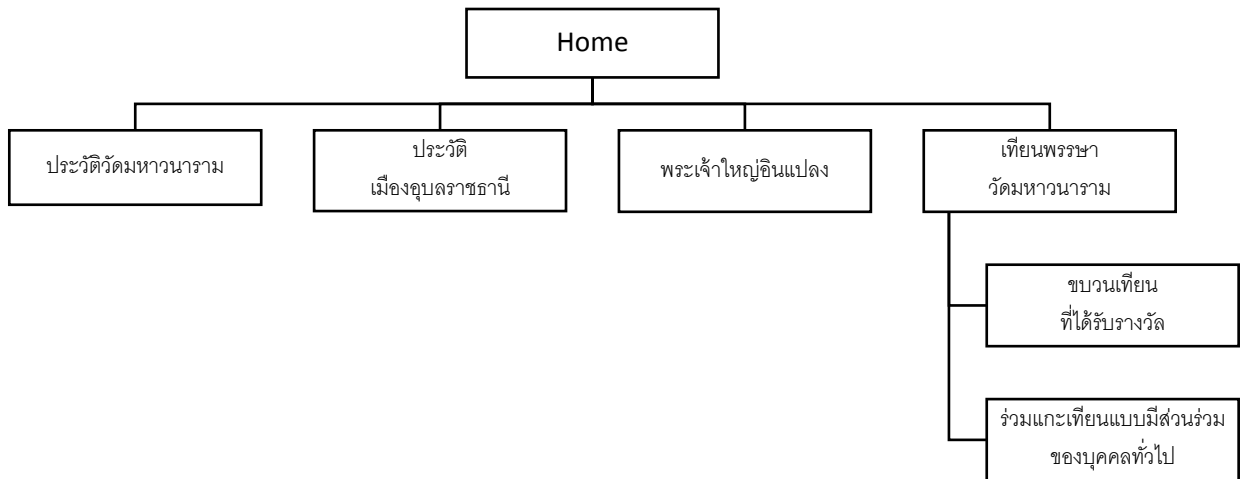 Home
ประวัติวัดมหาวนาราม
ประวัติ
เมืองอุบลราชธานี
พระเจ้าใหญ่อินแปลง
เทียนพรรษา
วัดมหาวนาราม
ขบวนเทียน
ที่ได้รับรางวัล
ร่วมแกะเทียนแบบมีส่วนร่วม
ของบุคคลทั่วไป